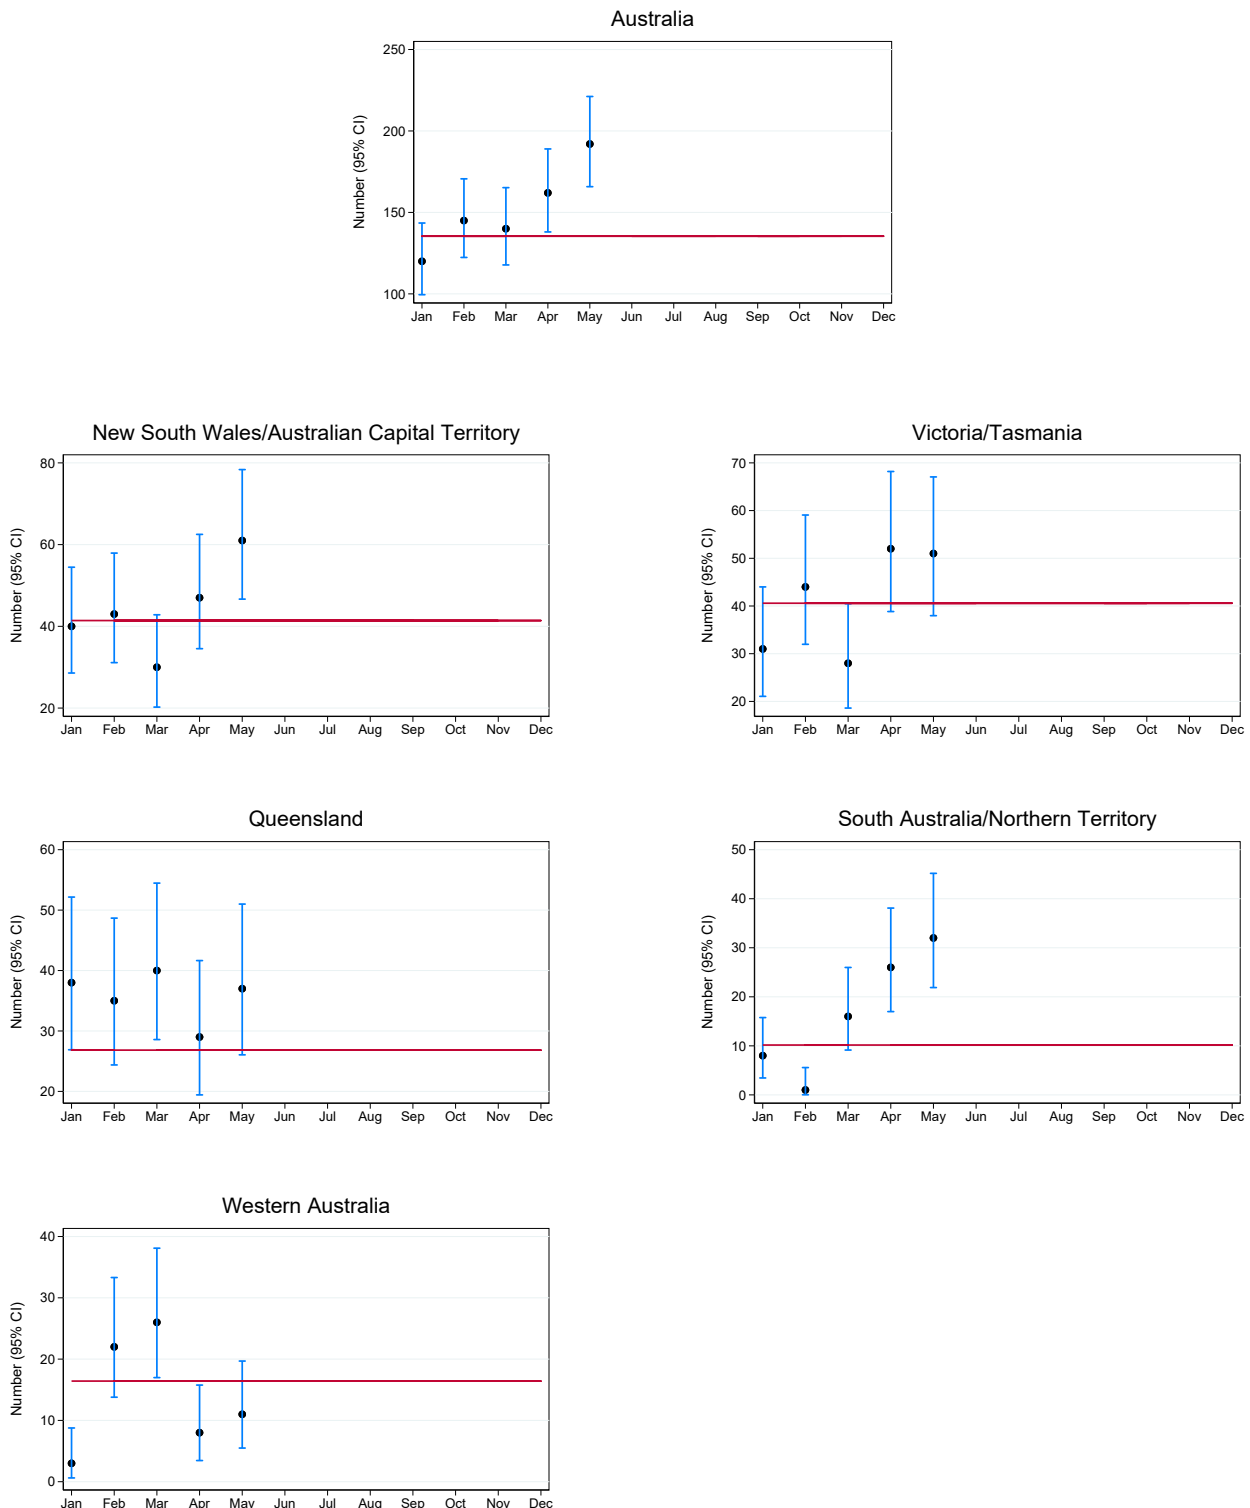 Australia
Number (95% CI)
250
200
150
100
Jan Feb Mar Apr May Jun Jul Aug Sep Oct Nov Dec
New South Wales/Australian Capital Territory
Number (95% CI)
80
60
40
20
Jan Feb Mar Apr May Jun Jul Aug Sep Oct Nov Dec
Victoria/Tasmania
Number (95% CI)
70
60
50
40
30
20
Jan Feb Mar Apr May Jun Jul Aug Sep Oct Nov Dec
Queensland
Number (95% CI)
60
50
40
30
20
Jan Feb Mar Apr May Jun Jul Aug Sep Oct Nov Dec
South Australia/Northern Territory
Number (95% CI)
50
40
30
20
10
0
Jan Feb Mar Apr May Jun Jul Aug Sep Oct Nov Dec
Western Australia
Number (95% CI)
40
30
20
10
0
Jan Feb Mar Apr May Jun Jul Aug Sep Oct Nov Dec